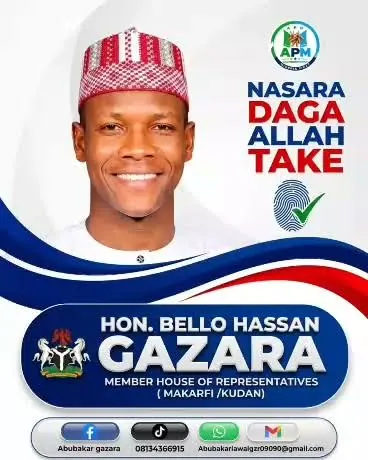 APM
NASARA
DAGA
ALLAH
TAKE
HON. BELLO HASSAN
GAZARA
MEMBER HOUSE OF REPRESENTATIVES
( MAKARFI /KUDAN)
Abubakar gazara 08134366915 Abubakarlawalgzr09090@gmail.com